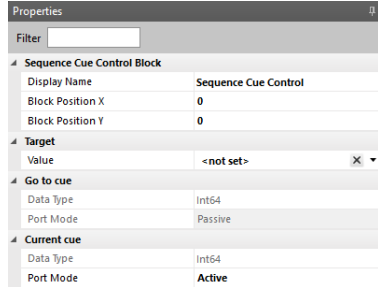 Properties
Filter
Sequence Cue Control Block
Display Name Sequence Cue Control
Block Position X 0
Block Position Y 0
Target
Value <not set>
Go to cue
Data Type Int64
Port Mode Passive
Current cue
Data Type Int64
Port Mode Active